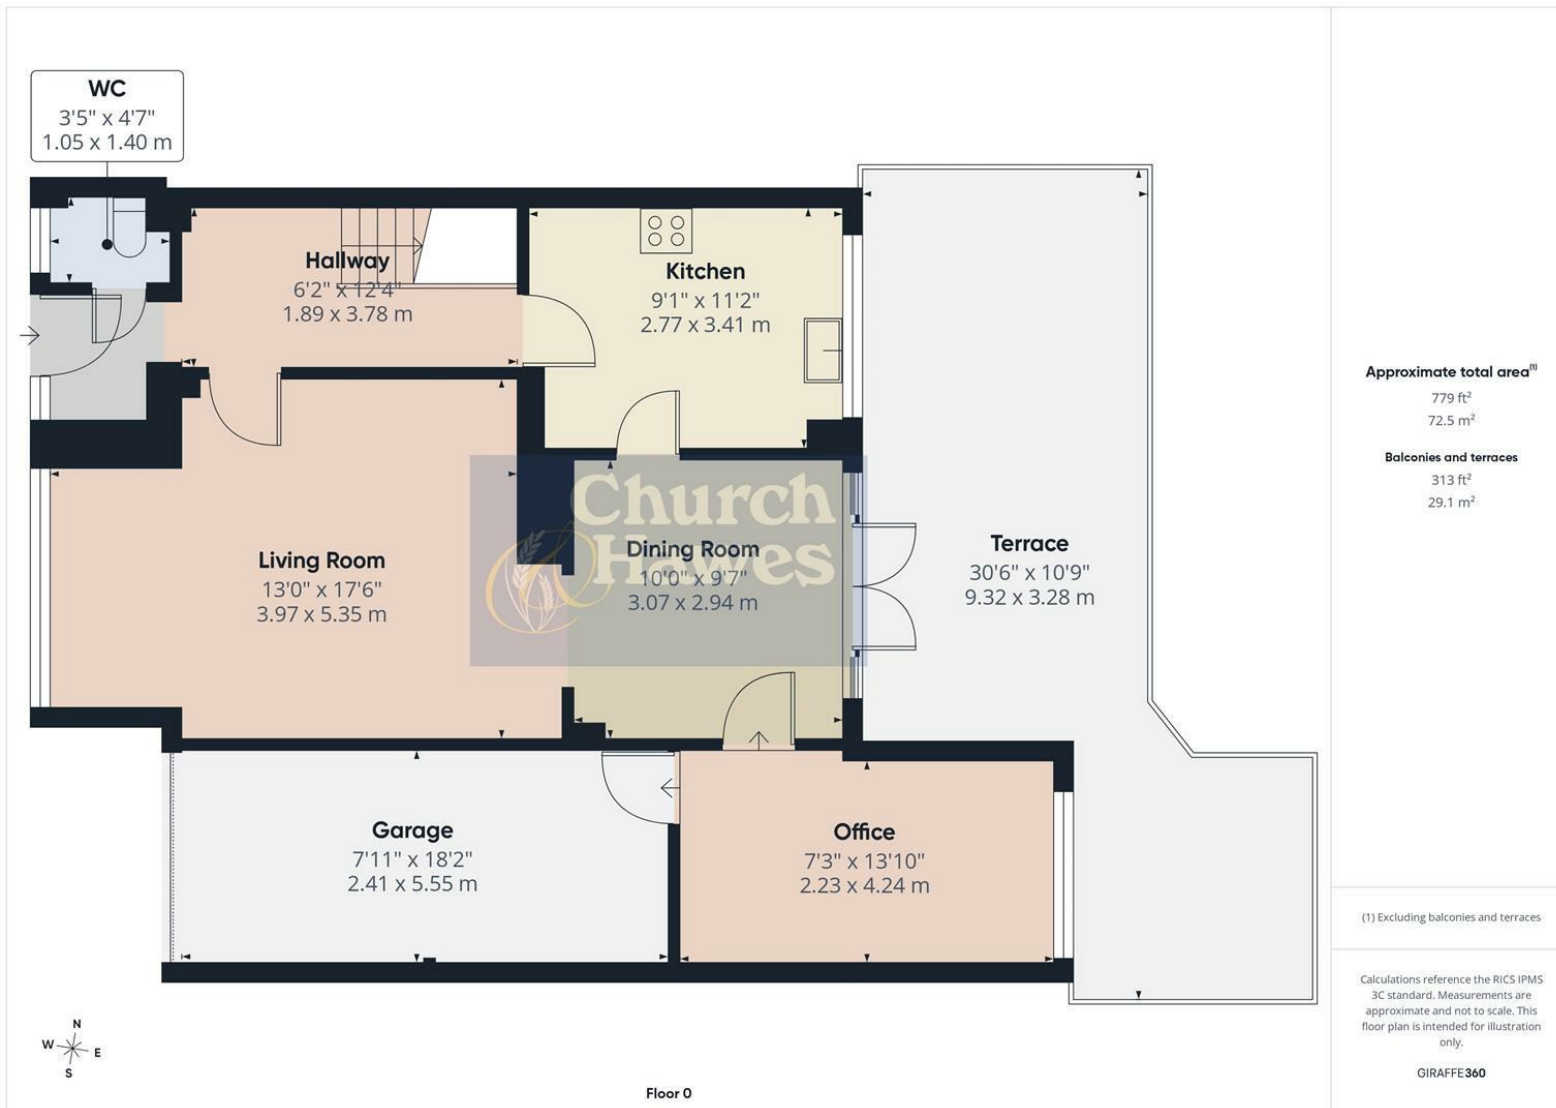 WC
3'5" x 4'7"
1.05 x 1.40 m
Hallway
6'2" x 12'4"
1.89 x 3.78 m
Kitchen
9'1" x 11'2"
2.77 x 3.41 m
Church
& Hawes
Living Room
13'0" x 17'6"
3.97 x 5.35 m
Dining Room
10'0" x 9'7"
3.07 x 2.94 m
Terrace
30'6" x 10'9"
9.32 x 3.28 m
Garage
7'11" x 18'2"
2.41 x 5.55 m
Office
7'3" x 13'10"
2.23 x 4.24 m
N
W E
S
Floor 0
Approximate total area(1)
779 ft²
72.5 m²
Balconies and terraces
313 ft²
29.1 m²
(1) Excluding balconies and terraces
Calculations reference the RICS IPMS
3C standard. Measurements are
approximate and not to scale. This
floor plan is intended for illustration
only.
GIRAFFE360